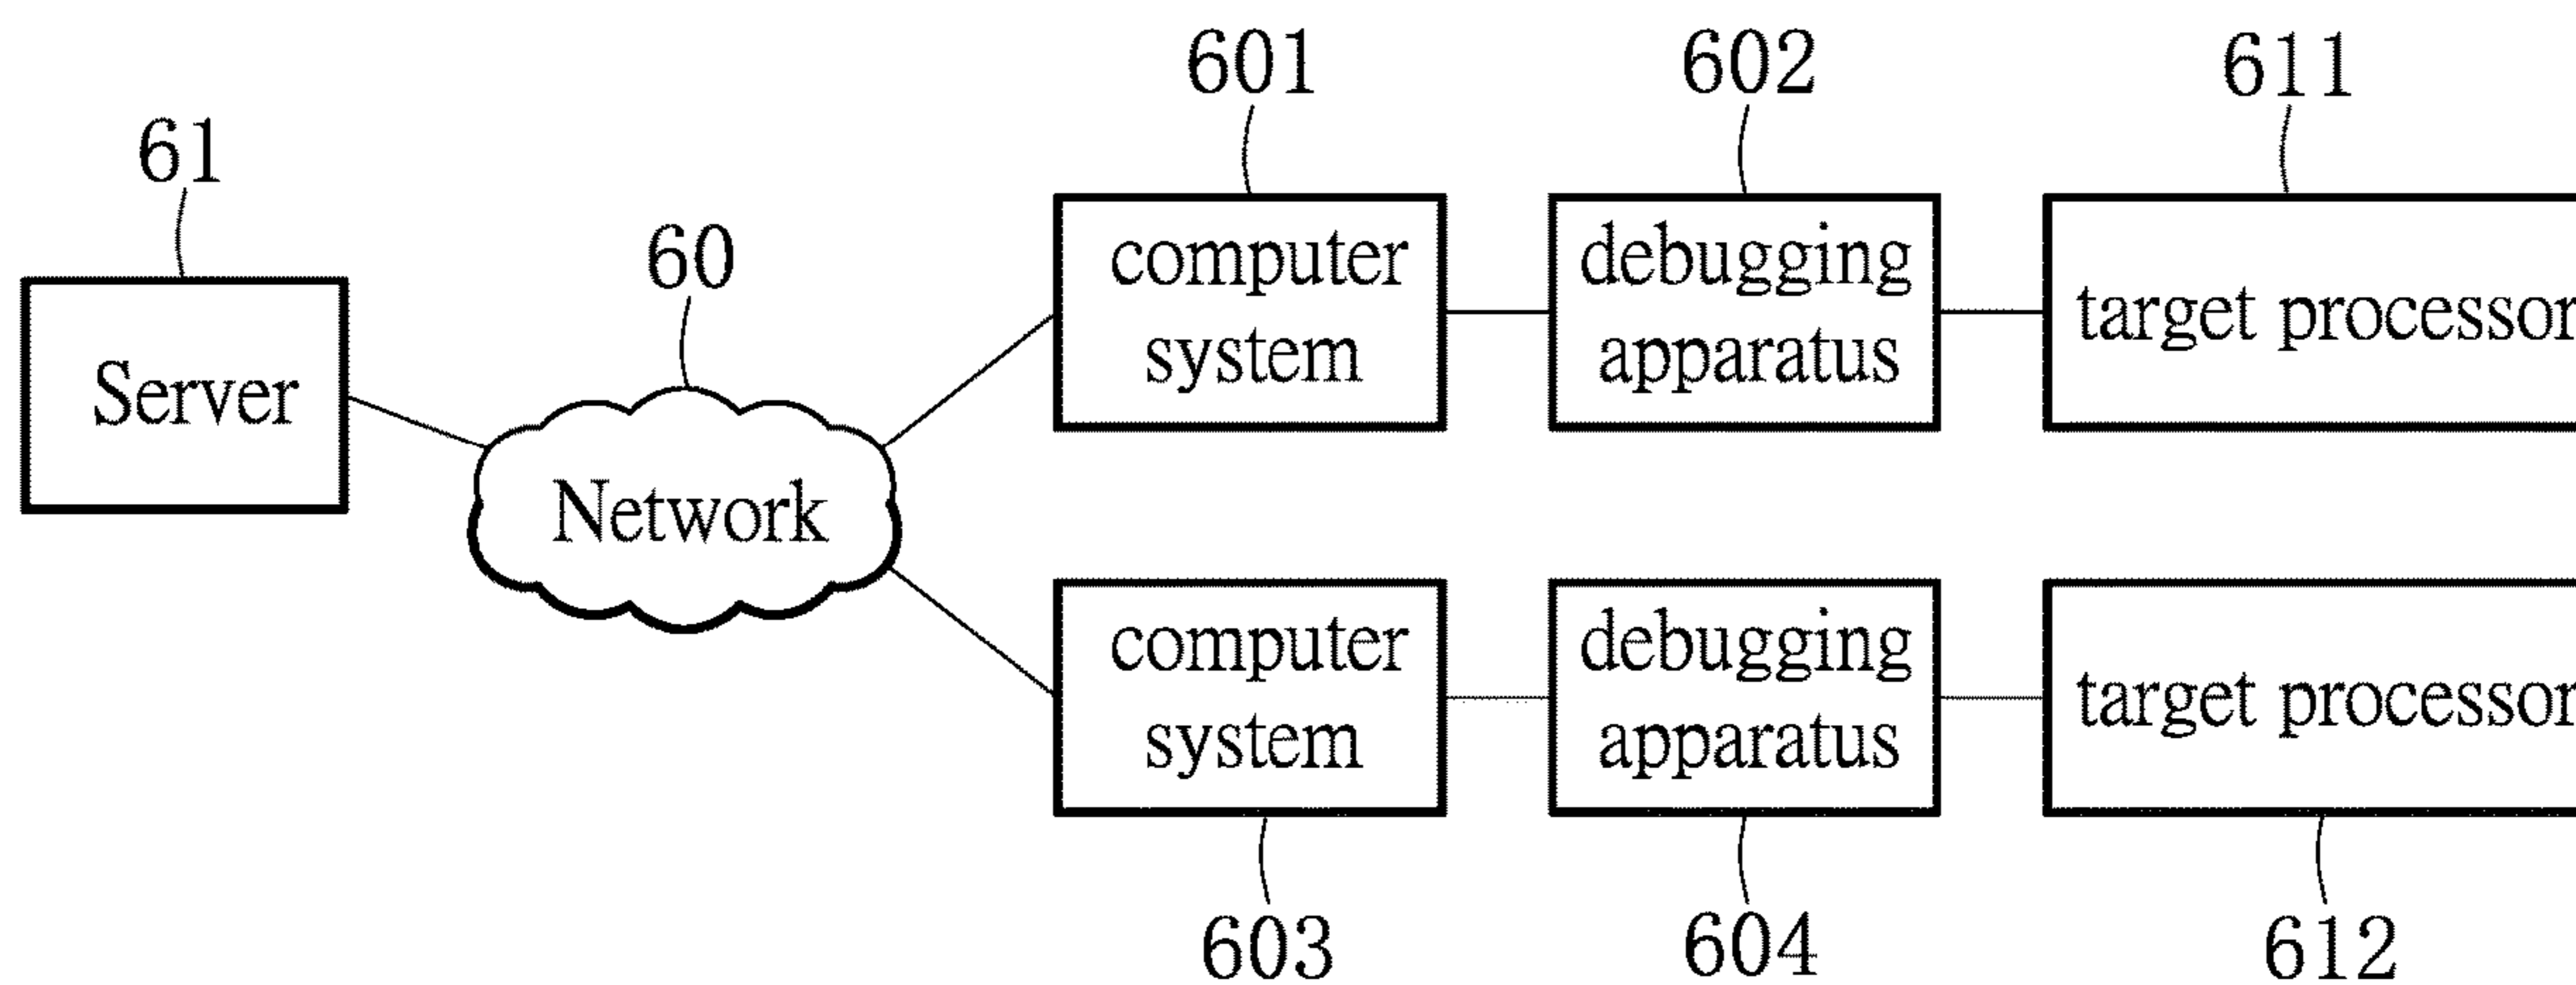 601
602
611
61
60
computer
system
debugging
apparatus
target processor
Server
Network
computer
system
debugging
apparatus
target processor
603
604
612